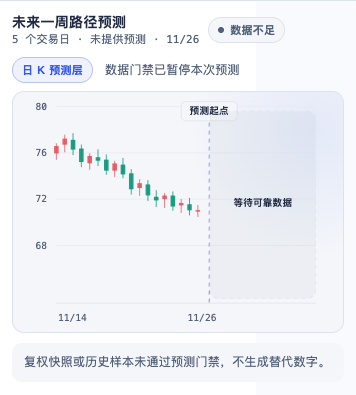 未来一周路径预测
5 个交易日 · 未提供预测 · 11/26
数据不足
日 K 预测层
数据门禁已暂停本次预测
80
预测起点
76
72
等待可靠数据
68
11/14
11/26
复权快照或历史样本未通过预测门禁，不生成替代数字。